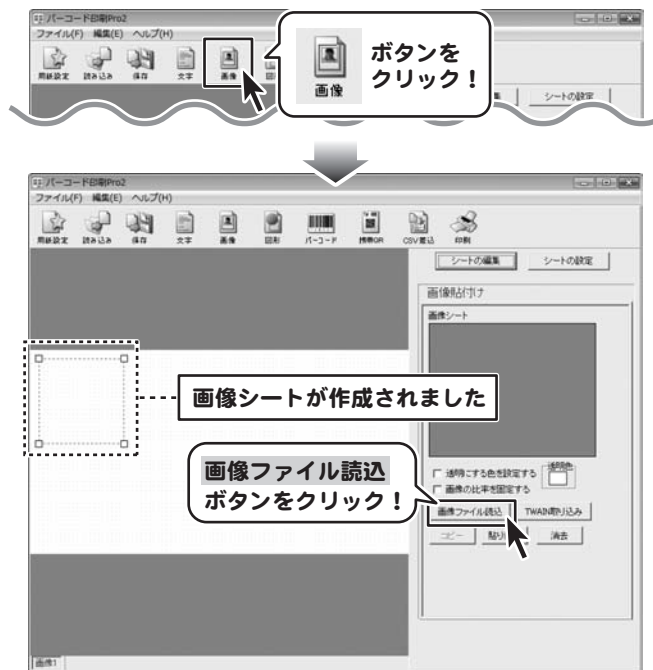 バーコード印刷Pro2
ファイル(F) 編集(E) ヘルプ(H)
用紙設定 読み込み 保存 文字 画像
画像
ボタンを
クリック！
シートの設定
バーコード印刷Pro2
ファイル(F) 編集(E) ヘルプ(H)
用紙設定 読み込み 保存 文字 画像 図形 バーコード 携帯QR CSV差込 印刷
シートの編集 シートの設定
画像貼付け
画像シート
画像シートが作成されました
透明にする色を設定する 透明色
画像の比率を固定する
画像ファイル読込
ボタンをクリック！
画像ファイル読込 TWAIN取り込み
コピー 消去
画像1